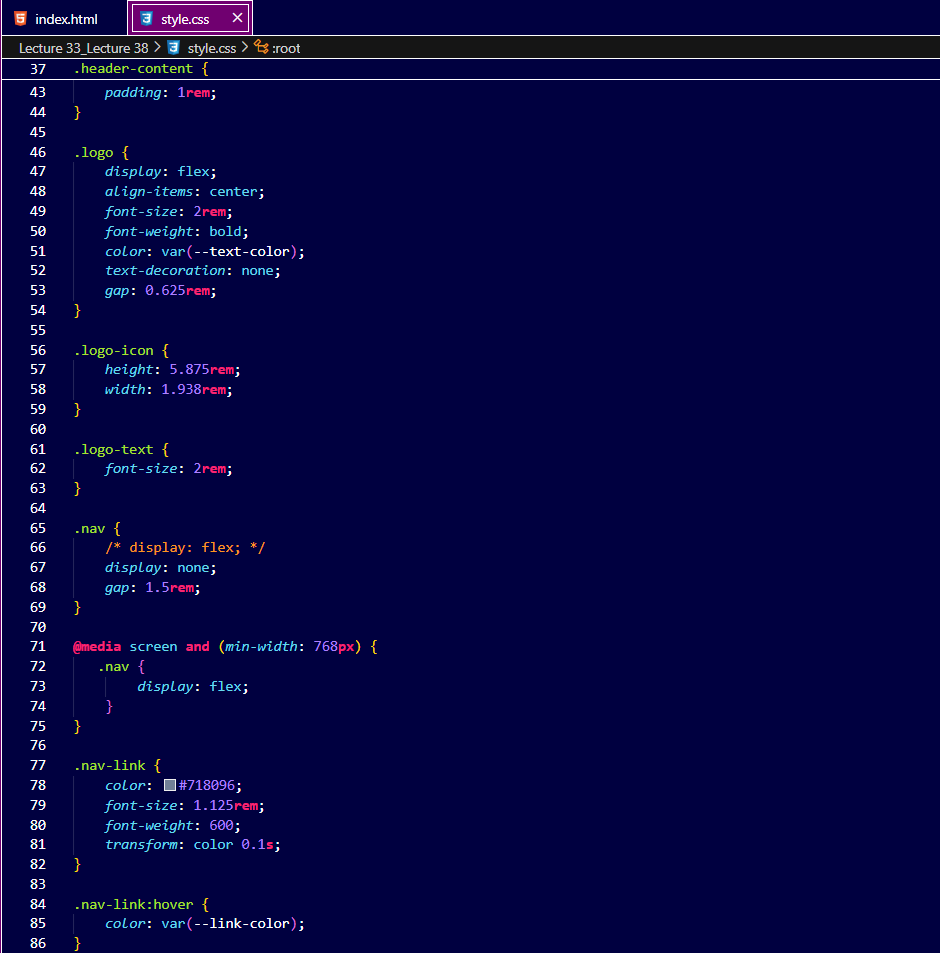 index.html style.css ×
Lecture 33_Lecture 38 > style.css > :root
37 .header-content {
43 padding: 1rem;
44 }
45
46 .logo {
47 display: flex;
48 align-items: center;
49 font-size: 2rem;
50 font-weight: bold;
51 color: var(--text-color);
52 text-decoration: none;
53 gap: 0.625rem;
54 }
55
56 .logo-icon {
57 height: 5.875rem;
58 width: 1.938rem;
59 }
60
61 .logo-text {
62 font-size: 2rem;
63 }
64
65 .nav {
66 /* display: flex; */
67 display: none;
68 gap: 1.5rem;
69 }
70
71 @media screen and (min-width: 768px) {
72 .nav {
73 display: flex;
74 }
75 }
76
77 .nav-link {
78 color: #718096;
79 font-size: 1.125rem;
80 font-weight: 600;
81 transform: color 0.1s;
82 }
83
84 .nav-link:hover {
85 color: var(--link-color);
86 }